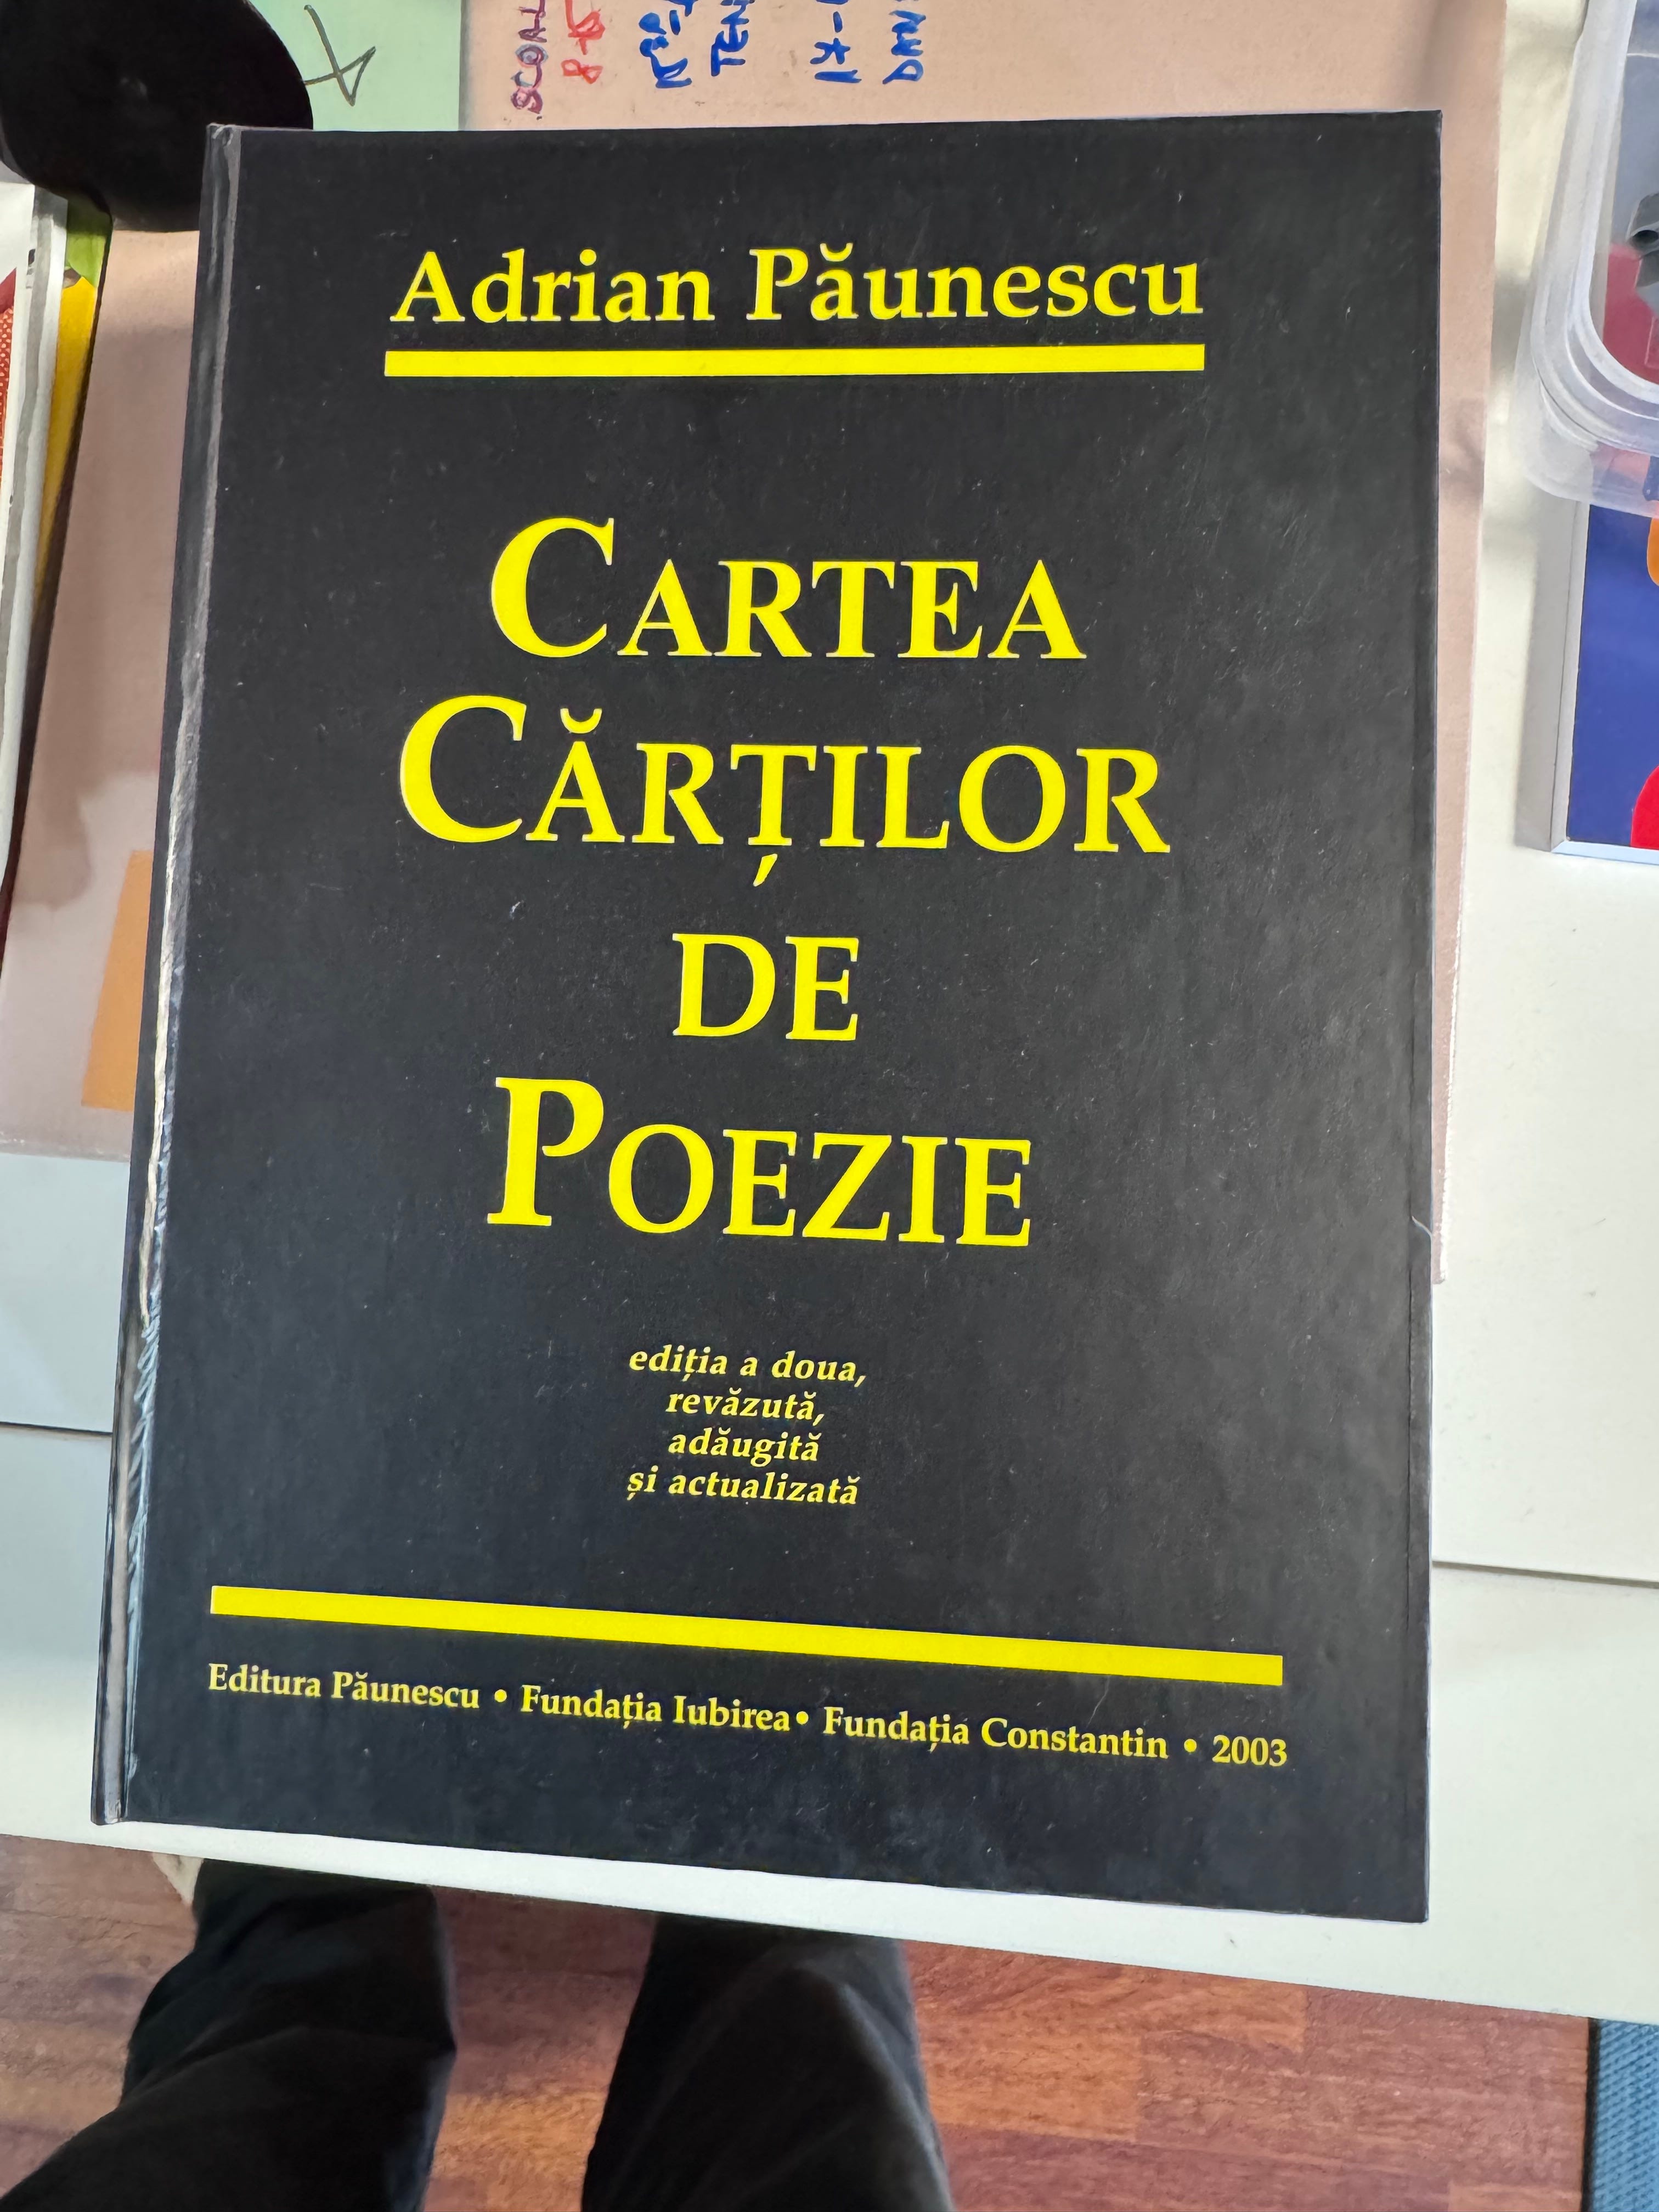 Adrian Păunescu
CARTEA
CĂRȚILOR
DE
POEZIE
ediția a doua,
revăzută,
adăugită
și actualizată
Editura Păunescu • Fundația Iubirea • Fundația Constantin • 2003